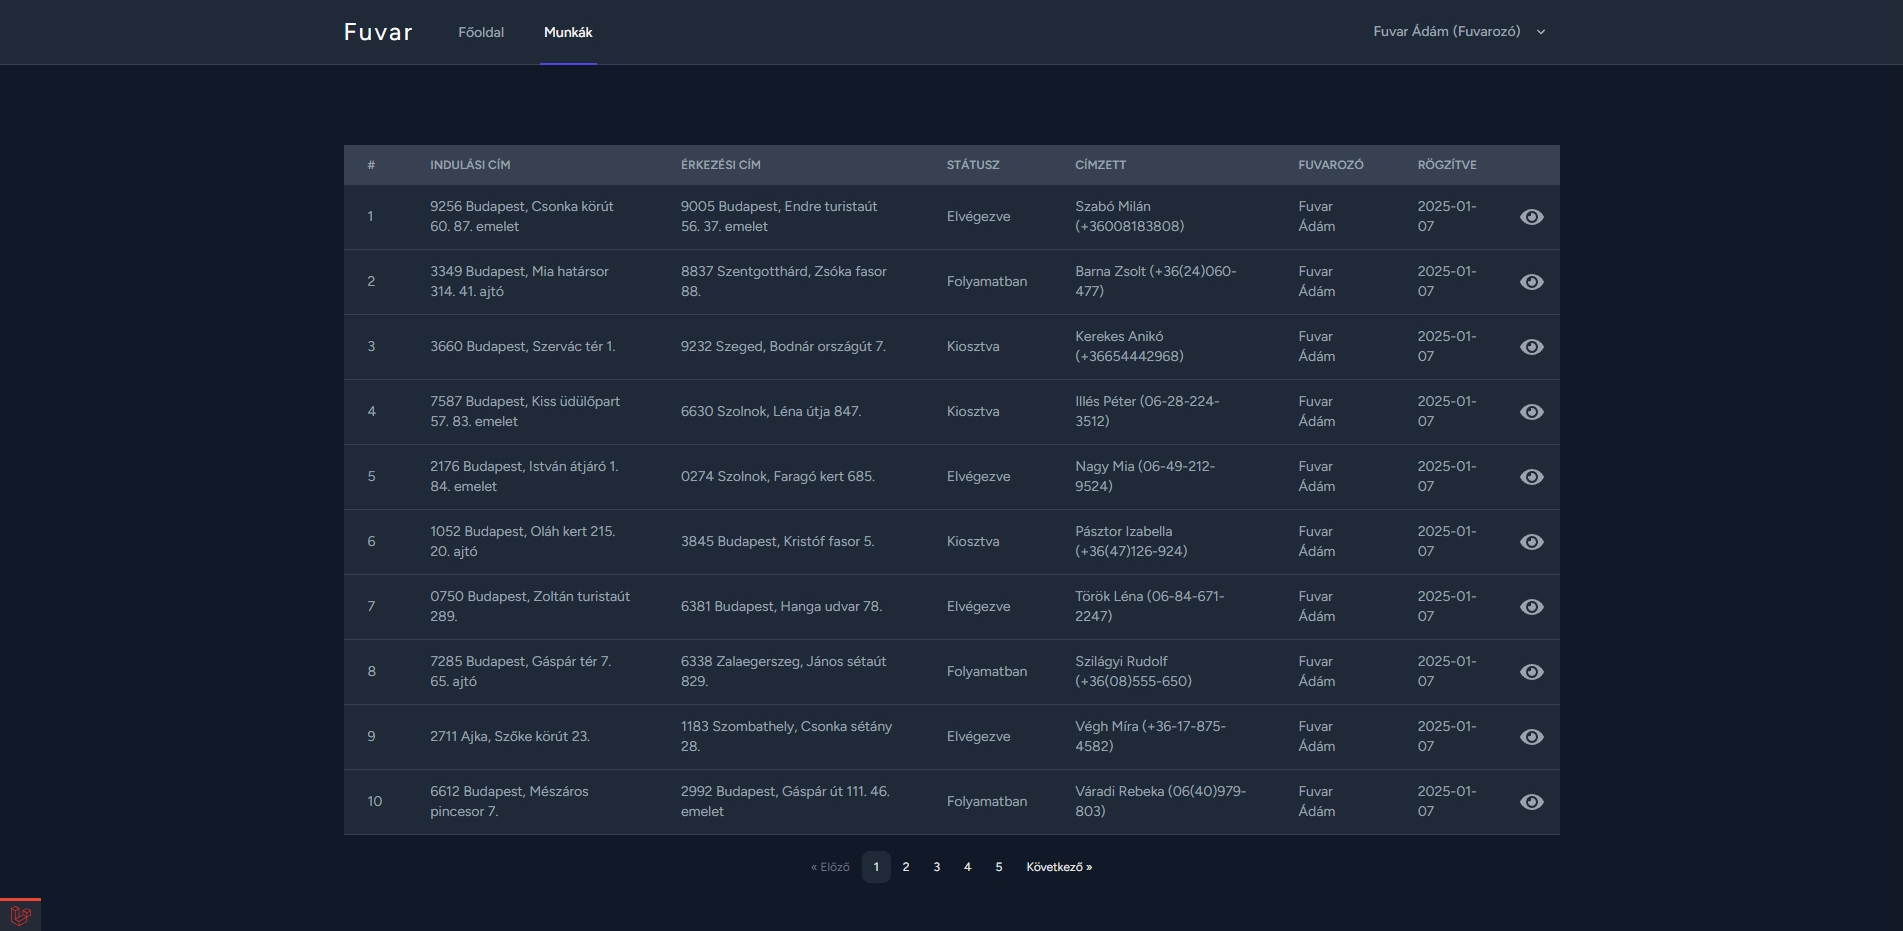 Fuvar Főoldal Munkák Fuvar Ádám (Fuvarozó)
# INDULÁSI CÍM ÉRKEZÉSI CÍM STÁTUSZ CÍMZETT FUVAROZÓ RÖGZÍTVE
1 9256 Budapest, Csonka körút 9005 Budapest, Endre turistaút Elvégezve Szabó Milán Fuvar 2025-01-
60. 87. emelet 56. 37. emelet (+36008183808) Ádám 07
2 3349 Budapest, Mia határsor 8837 Szentgotthárd, Zsóka fasor Folyamatban Barna Zsolt (+36(24)060- Fuvar 2025-01-
314. 41. ajtó 88. 477) Ádám 07
3 3660 Budapest, Szervác tér 1. 9232 Szeged, Bodnár országút 7. Kiosztva Kerekes Anikó Fuvar 2025-01-
(+36654442968) Ádám 07
4 7587 Budapest, Kiss üdülőpart 6630 Szolnok, Léna útja 847. Kiosztva Illés Péter (06-28-224- Fuvar 2025-01-
57. 83. emelet 3512) Ádám 07
5 2176 Budapest, István átjáró 1. 0274 Szolnok, Faragó kert 685. Elvégezve Nagy Mia (06-49-212- Fuvar 2025-01-
84. emelet 9524) Ádám 07
6 1052 Budapest, Oláh kert 215. 3845 Budapest, Kristóf fasor 5. Kiosztva Pásztor Izabella Fuvar 2025-01-
20. ajtó (+36(47)126-924) Ádám 07
7 0750 Budapest, Zoltán turistaút 6381 Budapest, Hanga udvar 78. Elvégezve Török Léna (06-84-671- Fuvar 2025-01-
289. 2247) Ádám 07
8 7285 Budapest, Gáspár tér 7. 6338 Zalaegerszeg, János sétaút Folyamatban Szilágyi Rudolf Fuvar 2025-01-
65. ajtó 829. (+36(08)555-650) Ádám 07
9 2711 Ajka, Szőke körút 23. 1183 Szombathely, Csonka sétány Elvégezve Végh Míra (+36-17-875- Fuvar 2025-01-
28. 4582) Ádám 07
10 6612 Budapest, Mészáros 2992 Budapest, Gáspár út 111. 46. Folyamatban Váradi Rebeka (06(40)979- Fuvar 2025-01-
pincesor 7. emelet 803) Ádám 07
« Előző 1 2 3 4 5 Következő »